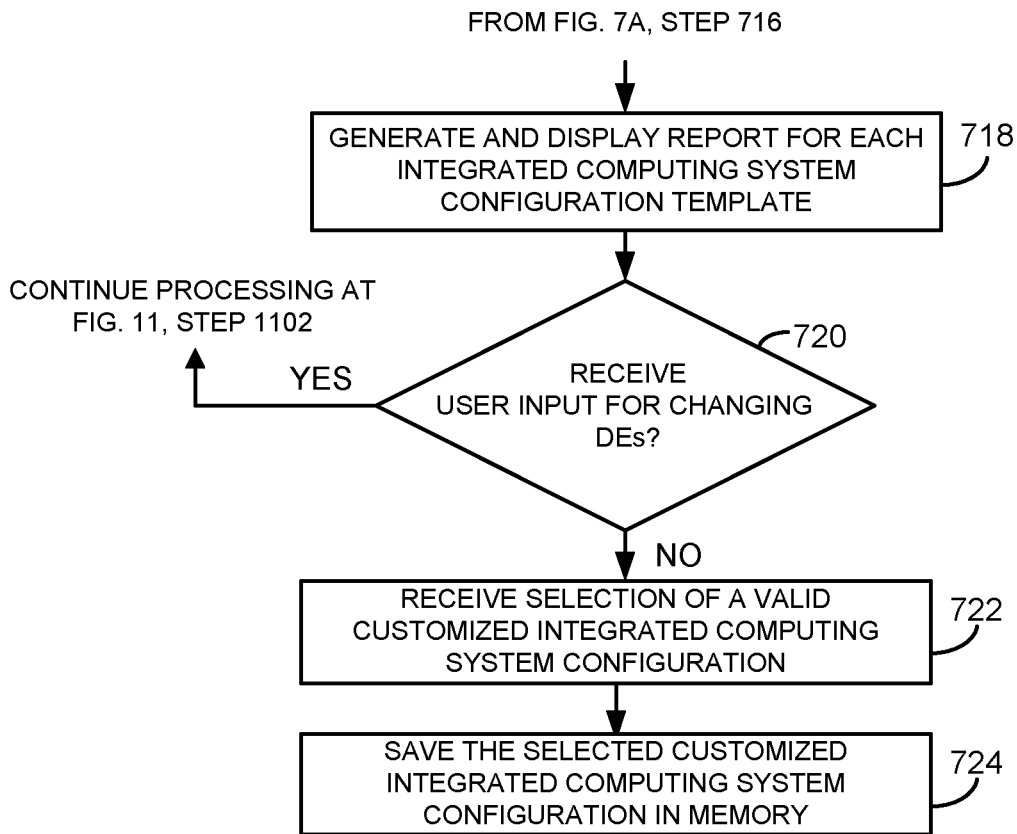 FROM FIG. 7A, STEP 716
GENERATE AND DISPLAY REPORT FOR EACH
INTEGRATED COMPUTING SYSTEM
CONFIGURATION TEMPLATE
718
CONTINUE PROCESSING AT
FIG. 11, STEP 1102
720
YES
RECEIVE
USER INPUT FOR CHANGING
DEs?
NO
RECEIVE SELECTION OF A VALID
CUSTOMIZED INTEGRATED COMPUTING
SYSTEM CONFIGURATION
722
SAVE THE SELECTED CUSTOMIZED
INTEGRATED COMPUTING SYSTEM
CONFIGURATION IN MEMORY
724